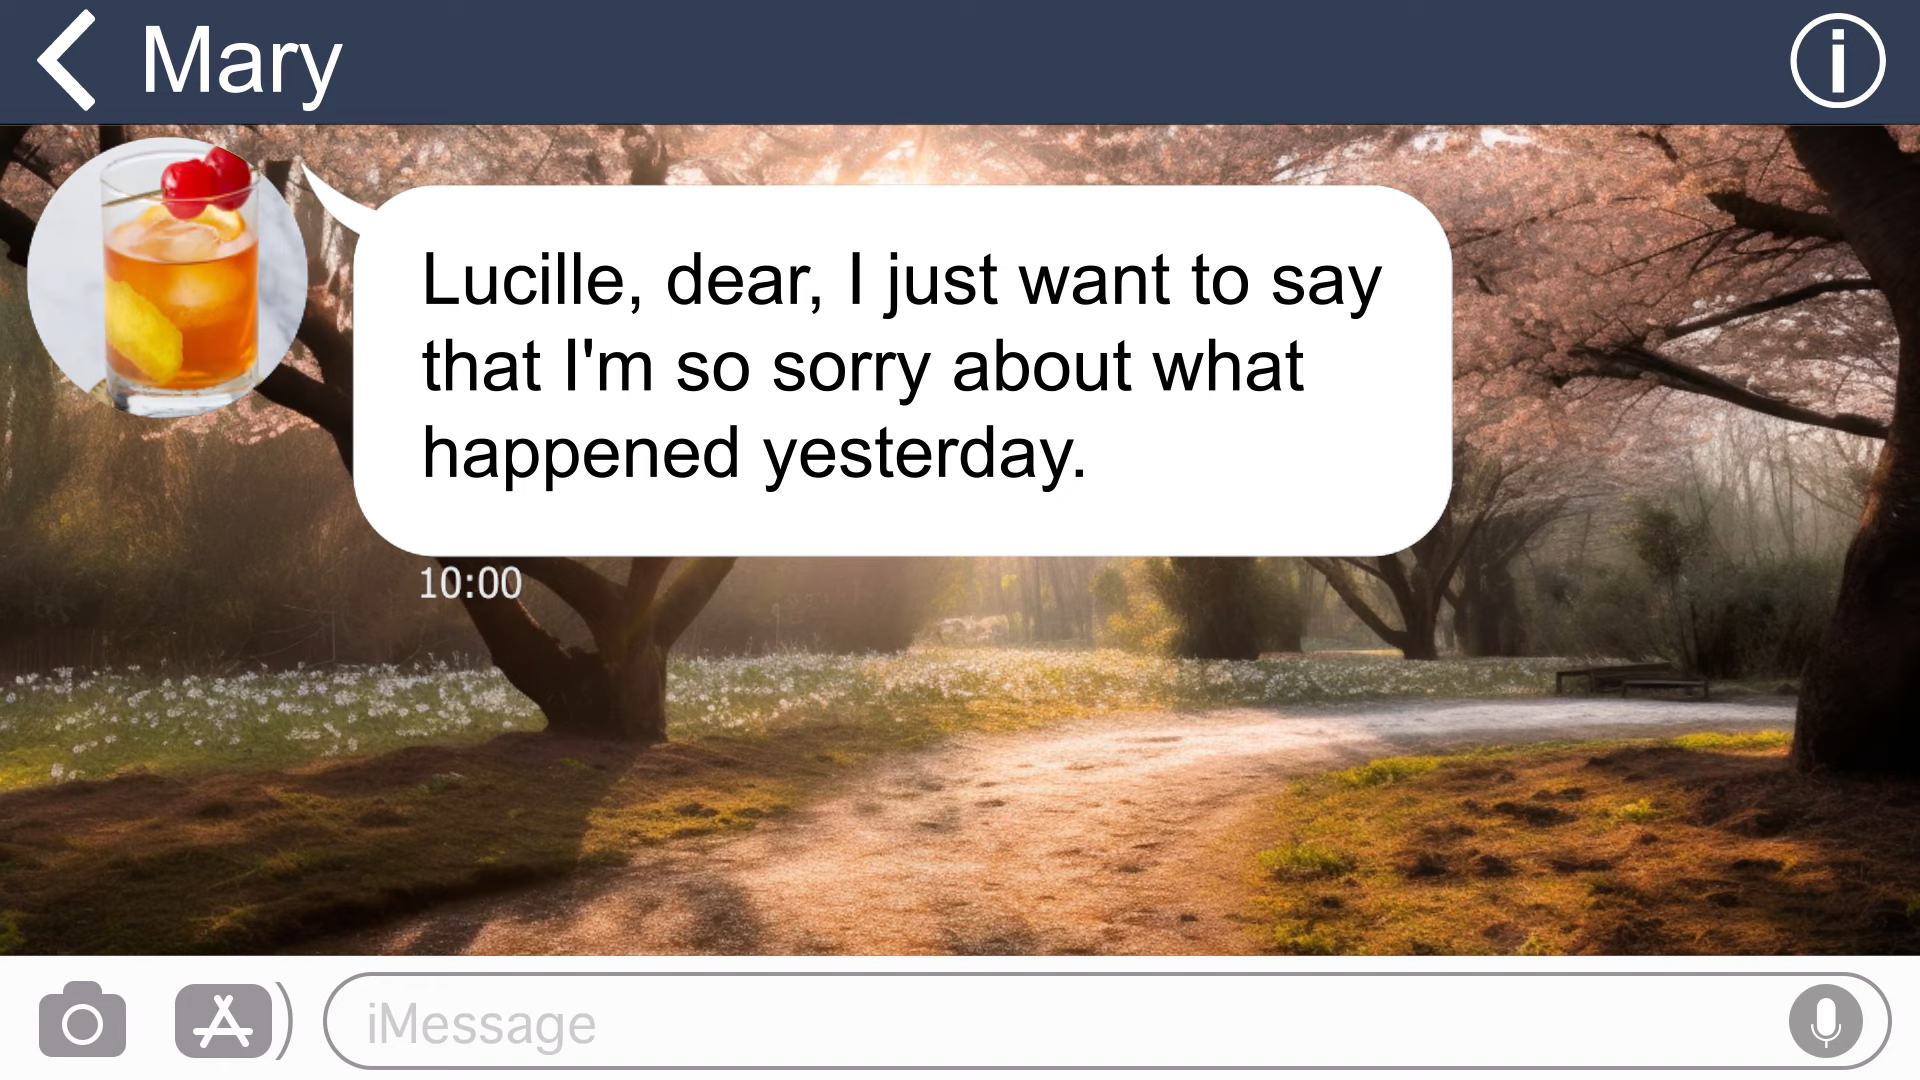 Mary
Lucille, dear, I just want to say
that I'm so sorry about what
happened yesterday.
10:00
iMessage